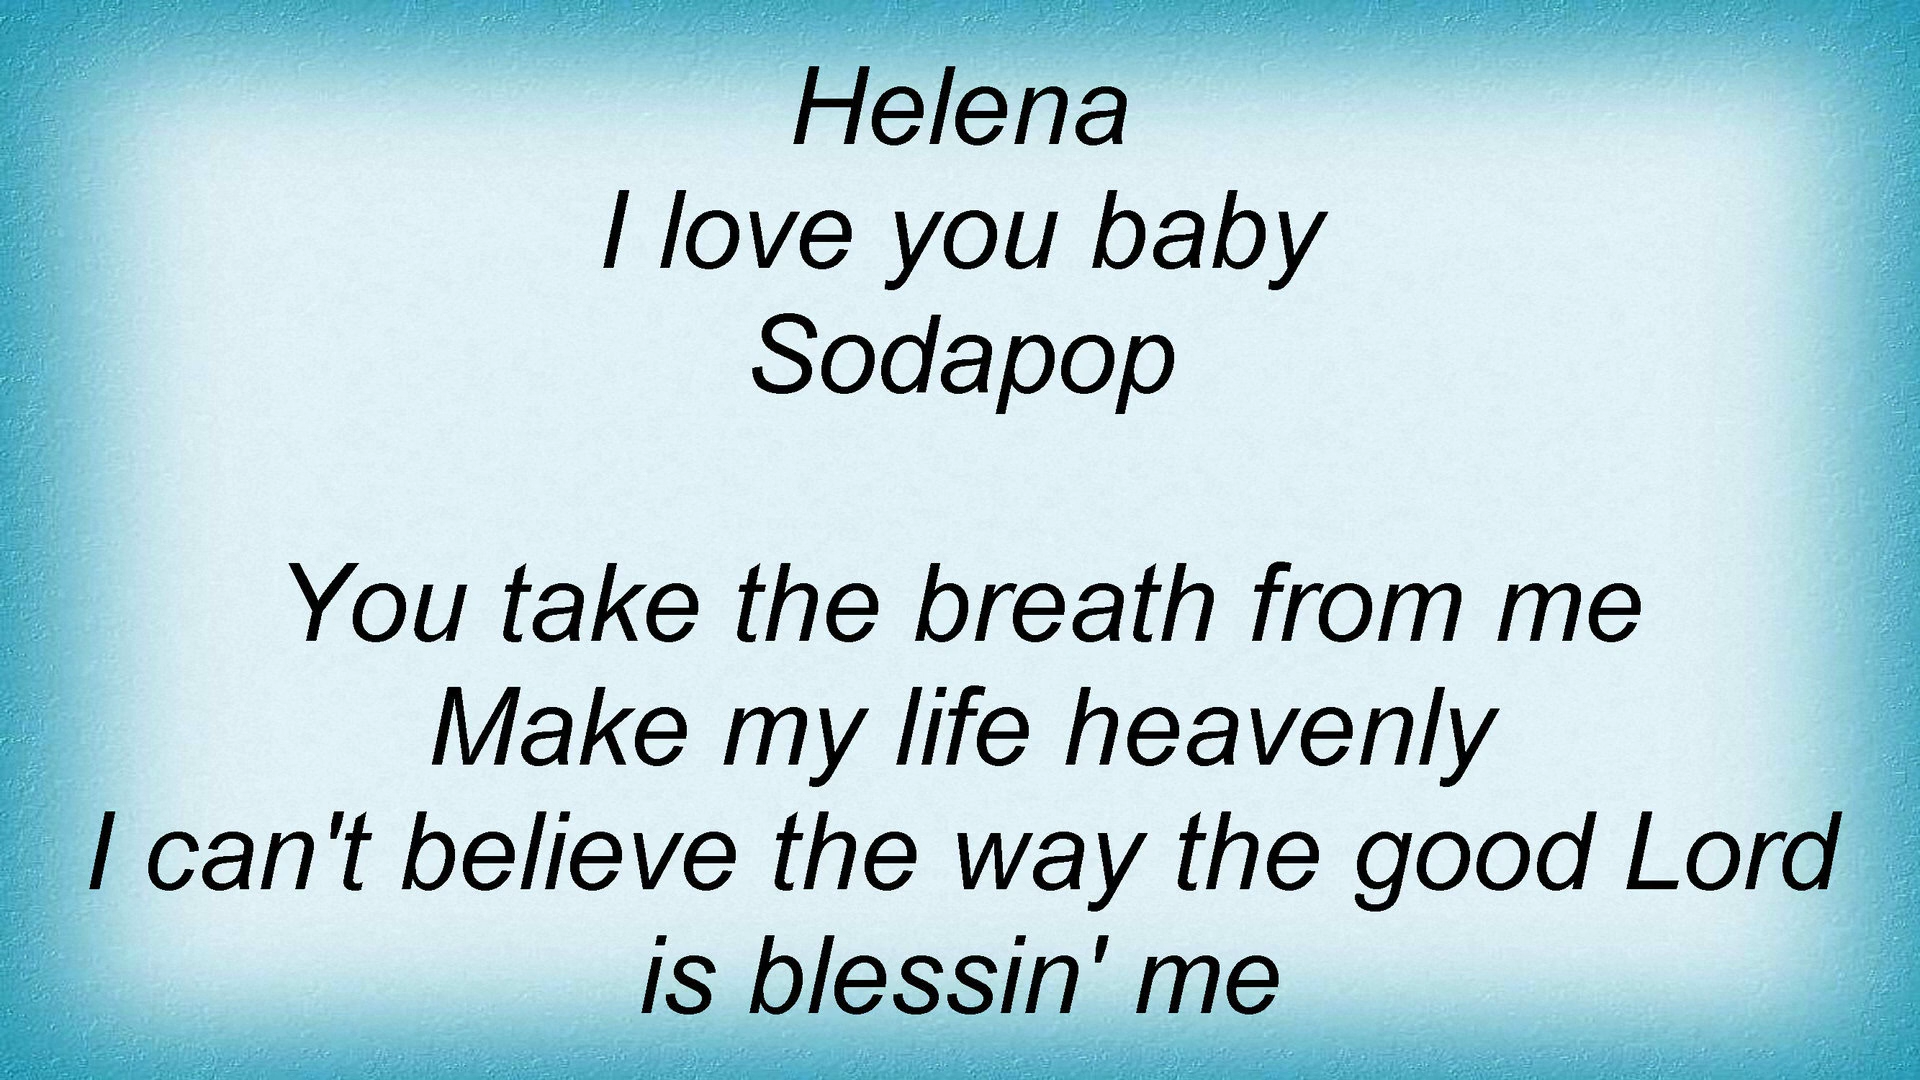 Helena
I love you baby
Sodapop
You take the breath from me
Make my life heavenly
I can't believe the way the good Lord
is blessin' me